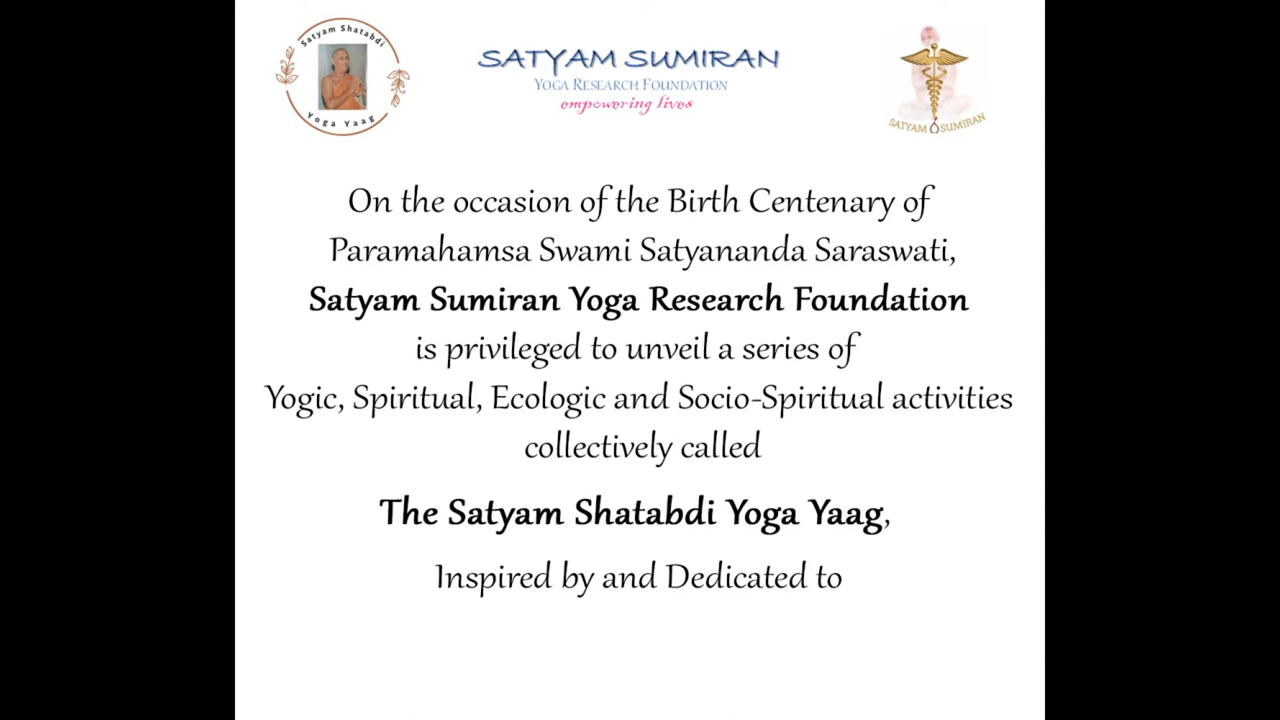 Satyam Shatabdi
Yoga Yaag
SATYAM SUMIRAN
YOGA RESEARCH FOUNDATION
empowering lives
SATYAM SUMIRAN
On the occasion of the Birth Centenary of
Paramahamsa Swami Satyananda Saraswati,
Satyam Sumiran Yoga Research Foundation
is privileged to unveil a series of
Yogic, Spiritual, Ecologic and Socio-Spiritual activities
collectively called
The Satyam Shatabdi Yoga Yaag,
Inspired by and Dedicated to